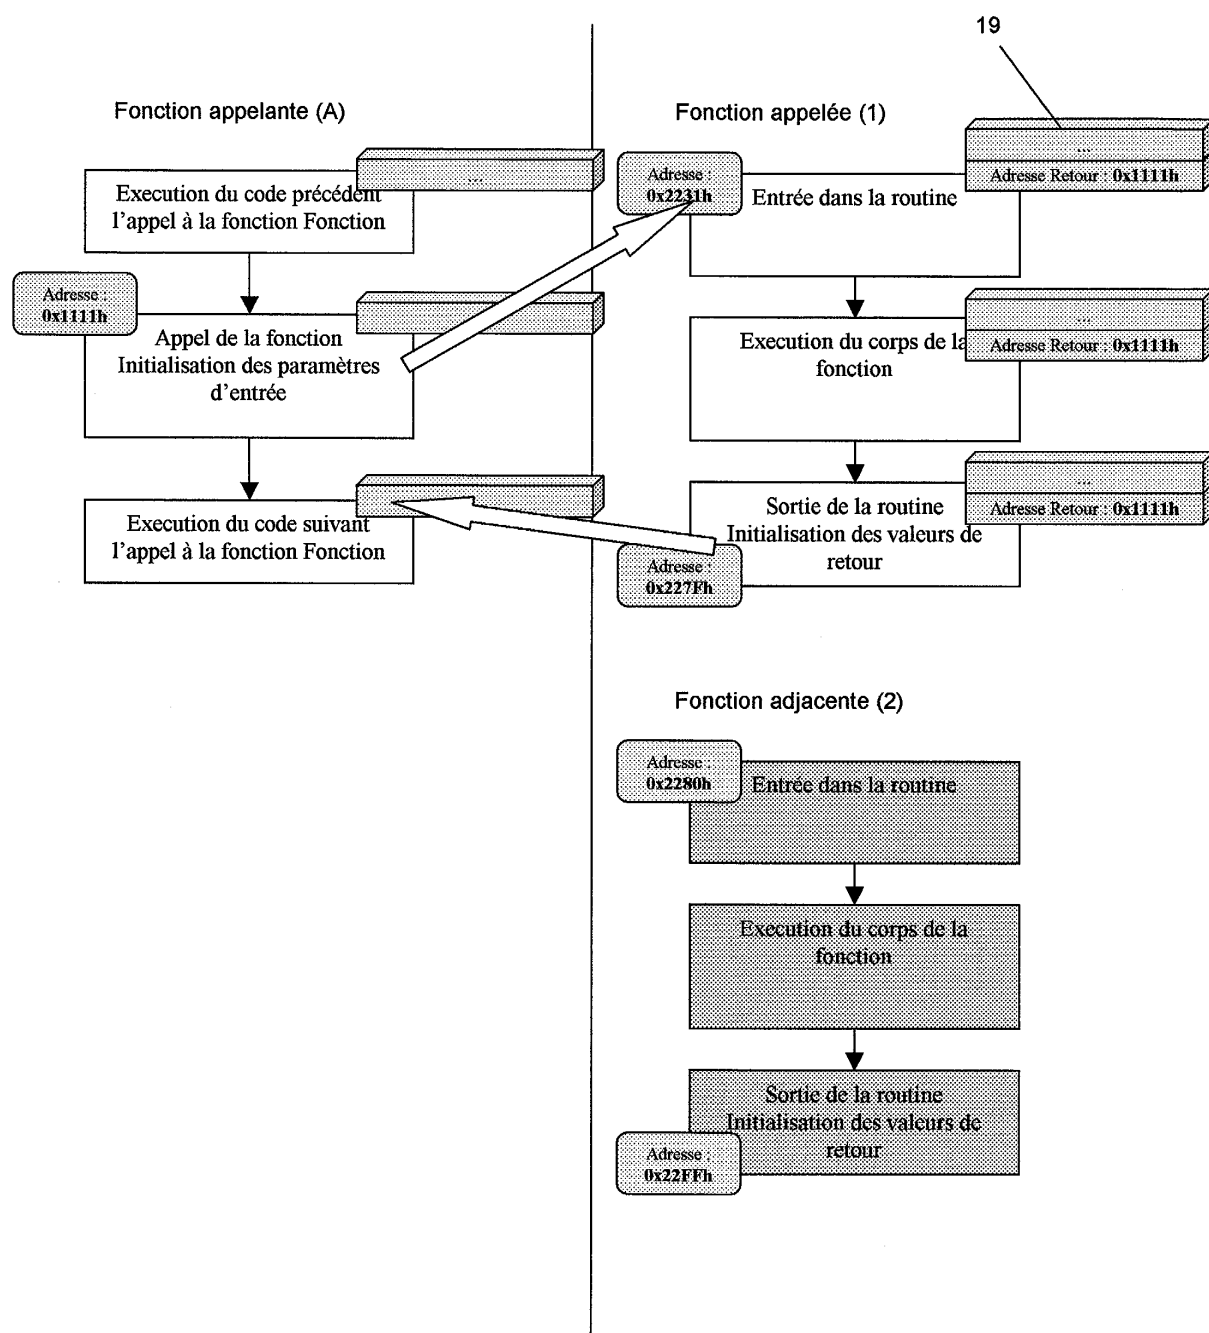 19
Fonction appelante (A)
...
Execution du code précédent
l'appel à la fonction Fonction
Adresse :
0x1111h
...
Appel de la fonction
Initialisation des paramètres
d'entrée
...
Execution du code suivant
l'appel à la fonction Fonction
Fonction appelée (1)
...
Adresse Retour : 0x1111h
Adresse :
0x2231h
Entrée dans la routine
...
Adresse Retour : 0x1111h
Execution du corps de la
fonction
...
Adresse Retour : 0x1111h
Sortie de la routine
Initialisation des valeurs de
retour
Adresse :
0x227Fh
Fonction adjacente (2)
Adresse :
0x2280h
Entrée dans la routine
Execution du corps de la
fonction
Sortie de la routine
Initialisation des valeurs de
retour
Adresse :
0x22FFh